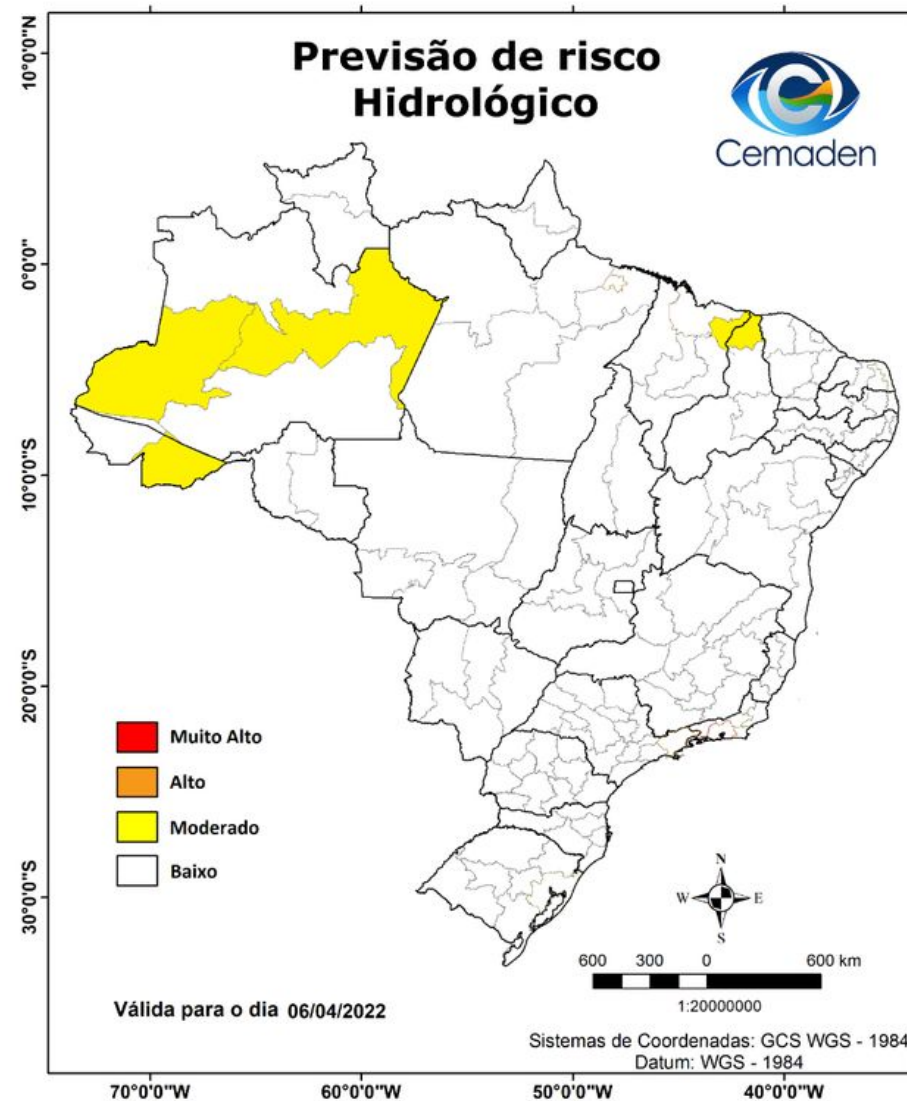 Previsão de risco
Hidrológico
Cemaden
10°0'0"N
0°0'0"
10°0'0"S
20°0'0"S
30°0'0"S
Muito Alto
Alto
Moderado
Baixo
N
W
E
S
600 300 0 600 km
1:20000000
Válida para o dia 06/04/2022
Sistemas de Coordenadas: GCS WGS - 1984
Datum: WGS - 1984
70°0'0"W 60°0'0"W 50°0'0"W 40°0'0"W